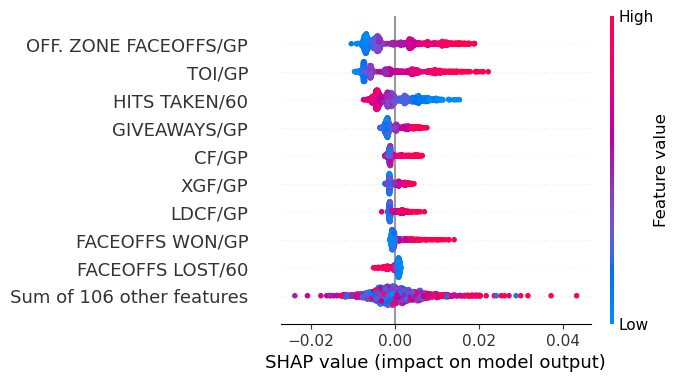 High
OFF. ZONE FACEOFFS/GP
TOI/GP
HITS TAKEN/60
GIVEAWAYS/GP
CF/GP
XGF/GP
LDCF/GP
FACEOFFS WON/GP
FACEOFFS LOST/60
Sum of 106 other features
Feature value
Low
−0.02 0.00 0.02 0.04
SHAP value (impact on model output)